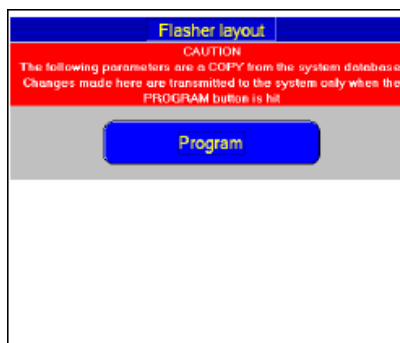 Flasher layout
CAUTION
The following parameters are a COPY from the system database
Changes made here are transmitted to the system only when the
PROGRAM button is hit
Program